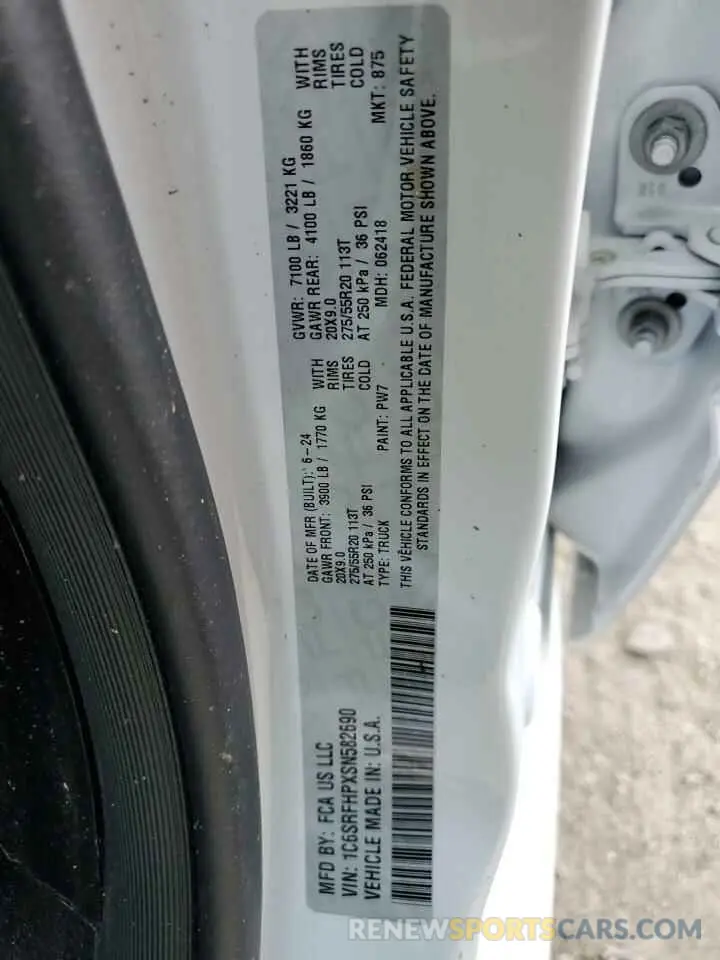 MFD BY: FCA US LLC
VIN: 1C6SRFHPXSN582690
VEHICLE MADE IN: U.S.A.
DATE OF MFR (BUILT): 6-24
GAWR FRONT: 3900 LB / 1770 KG WITH
20X9.0 RIMS
275/55R20 113T TIRES
AT 250 kPa / 36 PSI COLD
TYPE: TRUCK PAINT: PW7
GVWR: 7100 LB / 3221 KG
GAWR REAR: 4100 LB / 1860 KG WITH
20X9.0 RIMS
275/55R20 113T TIRES
AT 250 kPa / 36 PSI COLD
MDH: 062418 MKT: 875
THIS VEHICLE CONFORMS TO ALL APPLICABLE U.S.A. FEDERAL MOTOR VEHICLE SAFETY
STANDARDS IN EFFECT ON THE DATE OF MANUFACTURE SHOWN ABOVE.
RENEWSPORTSCARS.COM